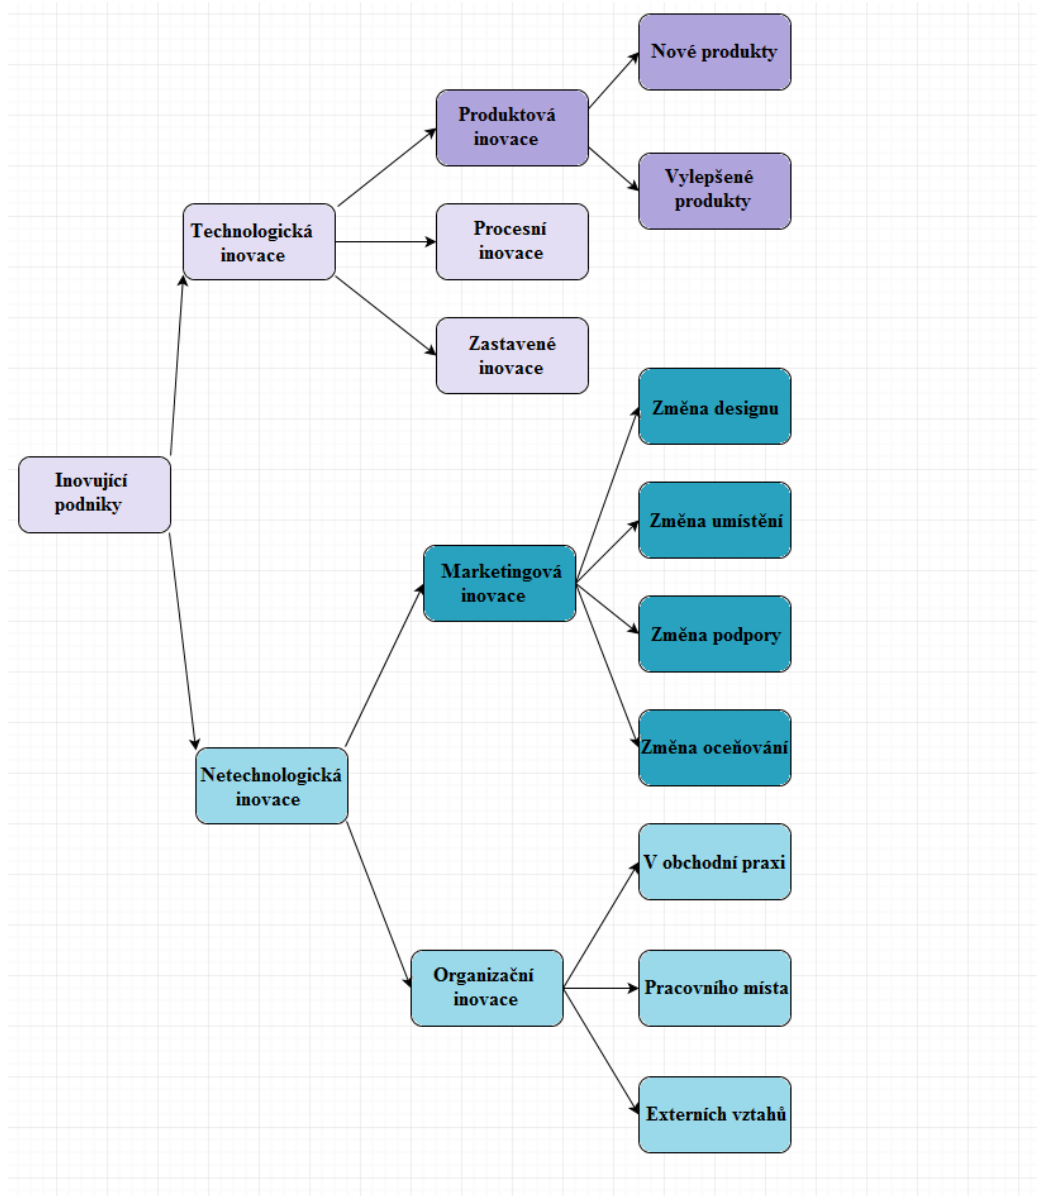 Nové produkty
Produktová
inovace
Vylepšené
produkty
Technologická
inovace
Procesní
inovace
Zastavené
inovace
Změna designu
Inovující
podniky
Změna umístění
Marketingová
inovace
Změna podpory
Změna oceňování
Netechnologická
inovace
V obchodní praxi
Organizační
inovace
Pracovního místa
Externích vztahů